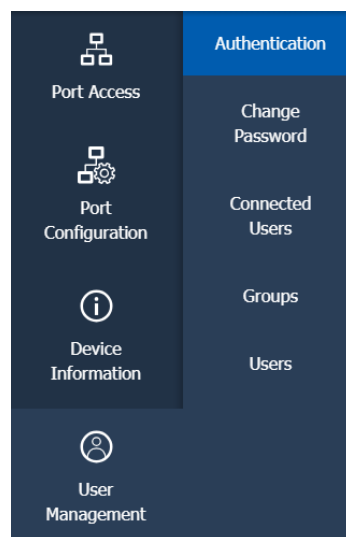 Port Access
Port
Configuration
Device
Information
User
Management
Authentication
Change
Password
Connected
Users
Groups
Users